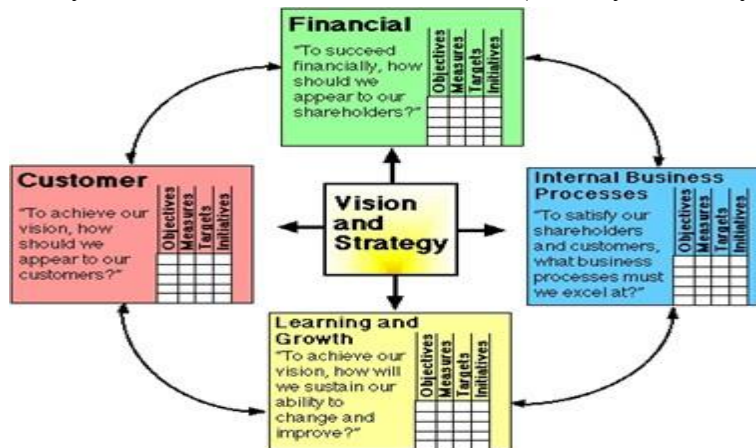 Financial
"To succeed
financially, how
should we
appear to our
shareholders?"
Objectives
Measures
Targets
Initiatives
Customer
"To achieve our
vision, how
should we
appear to our
customers?"
Objectives
Measures
Targets
Initiatives
Vision
and
Strategy
Internal Business
Processes
"To satisfy our
shareholders
and customers,
what business
processes must
we excel at?"
Objectives
Measures
Targets
Initiatives
Learning and
Growth
"To achieve our
vision, how will
we sustain our
ability to
change and
improve?"
Objectives
Measures
Targets
Initiatives